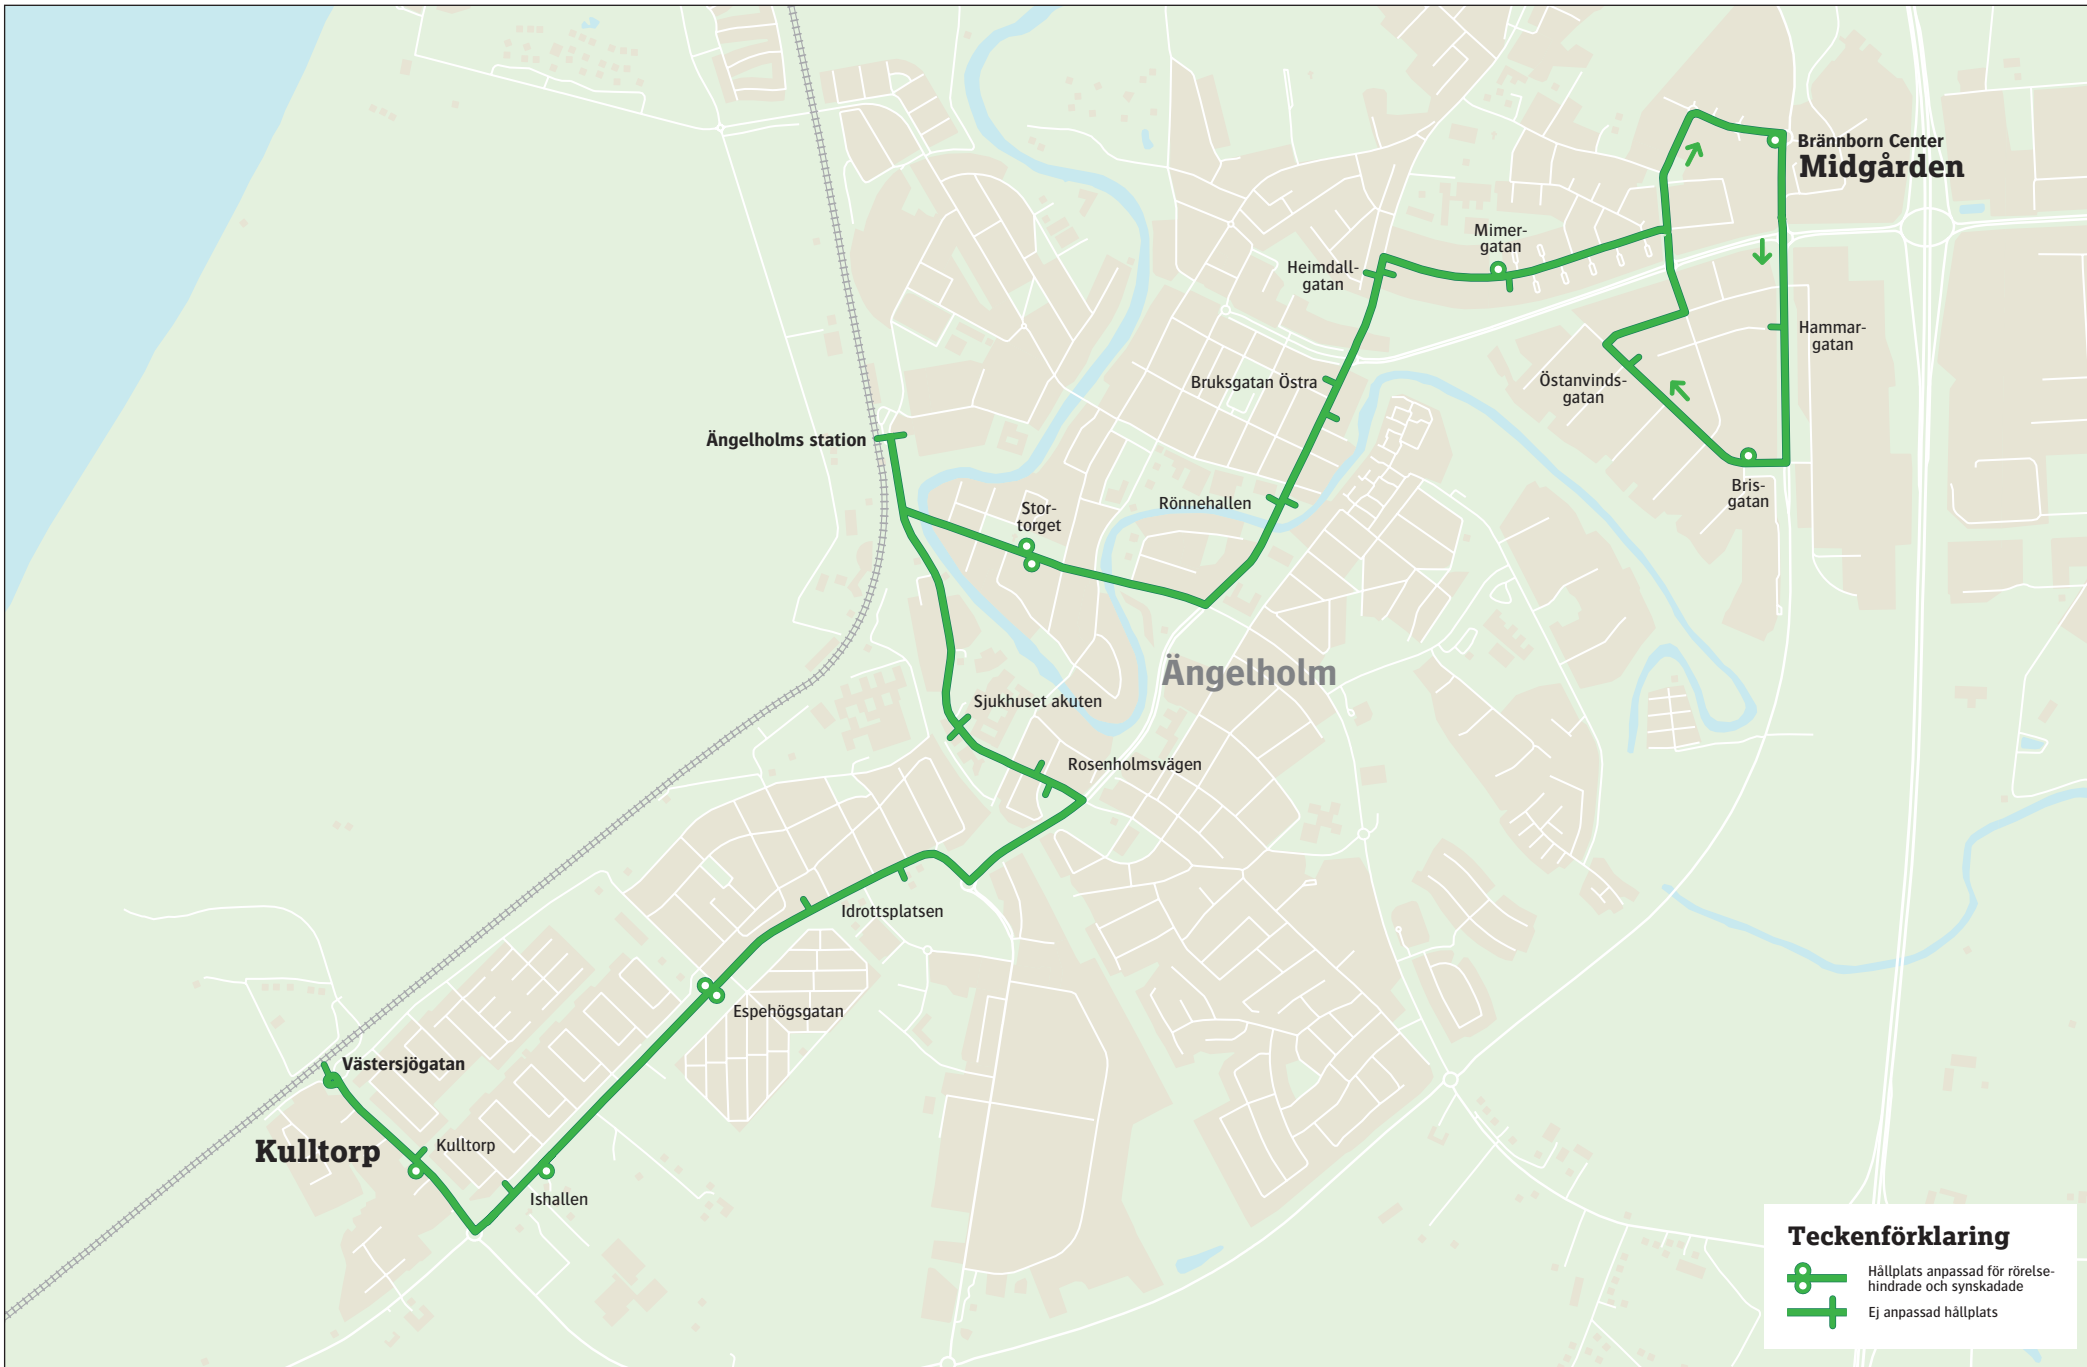 Brännborn Center
Midgården
Mimer-
gatan
Heimdall-
gatan
Hammar-
gatan
Bruksgatan Östra
Östanvinds-
gatan
Ängelholms station
Rönnehallen
Bris-
gatan
Stor-
torget
Ängelholm
Sjukhuset akuten
Rosenholmsvägen
Idrottsplatsen
Espehögsgatan
Västersjögatan
Kulltorp
Kulltorp
Ishallen
Teckenförklaring
Hållplats anpassad för rörelse-
hindrade och synskadade
Ej anpassad hållplats